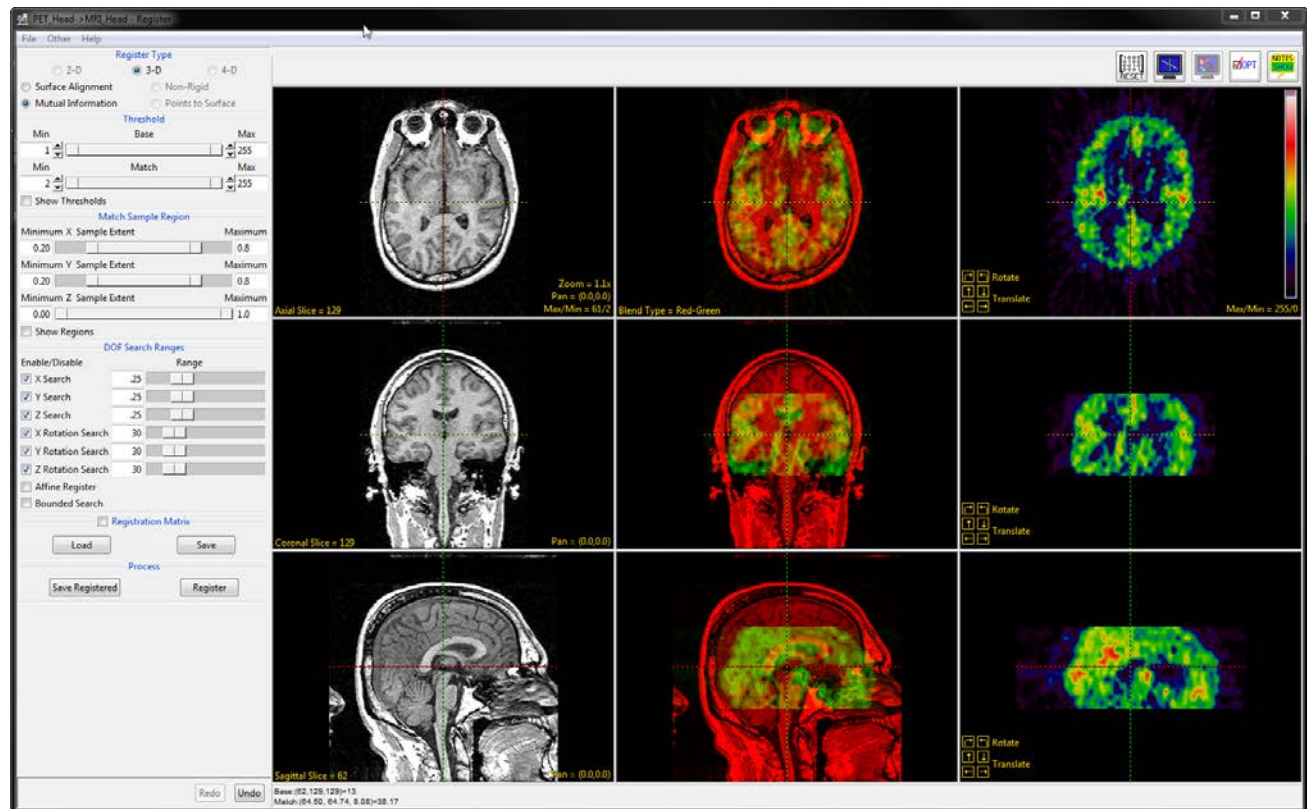 PET_Head->MRI_Head - Register
File Other Help
Register Type
2-D 3-D 4-D
Surface Alignment Non-Rigid
Mutual Information Points to Surface
Threshold
Min Base Max
1 255
Min Match Max
2 255
Show Thresholds
Match Sample Region
Minimum X Sample Extent Maximum
0.20 0.8
Minimum Y Sample Extent Maximum
0.20 0.8
Minimum Z Sample Extent Maximum
0.00 1.0
Show Regions
DOF Search Ranges
Enable/Disable Range
X Search .25
Y Search .25
Z Search .25
X Rotation Search 30
Y Rotation Search 30
Z Rotation Search 30
Affine Register
Bounded Search
Registration Matrix
Load Save
Process
Save Registered Register
Redo Undo
RESET
OPT
NOTES
SHOW
Zoom = 1.1x
Pan = (0.0,0.0)
Axial Slice = 129 Max/Min = 61/2
Blend Type = Red-Green
Rotate
Translate
Max/Min = 255/0
Coronal Slice = 129 Pan = (0.0,0.0)
Rotate
Translate
Sagittal Slice = 62 Pan = (0.0,0.0)
Rotate
Translate
Base:(62,129,129)=13
Match:(64.50, 64.74, 8.08)=38.17